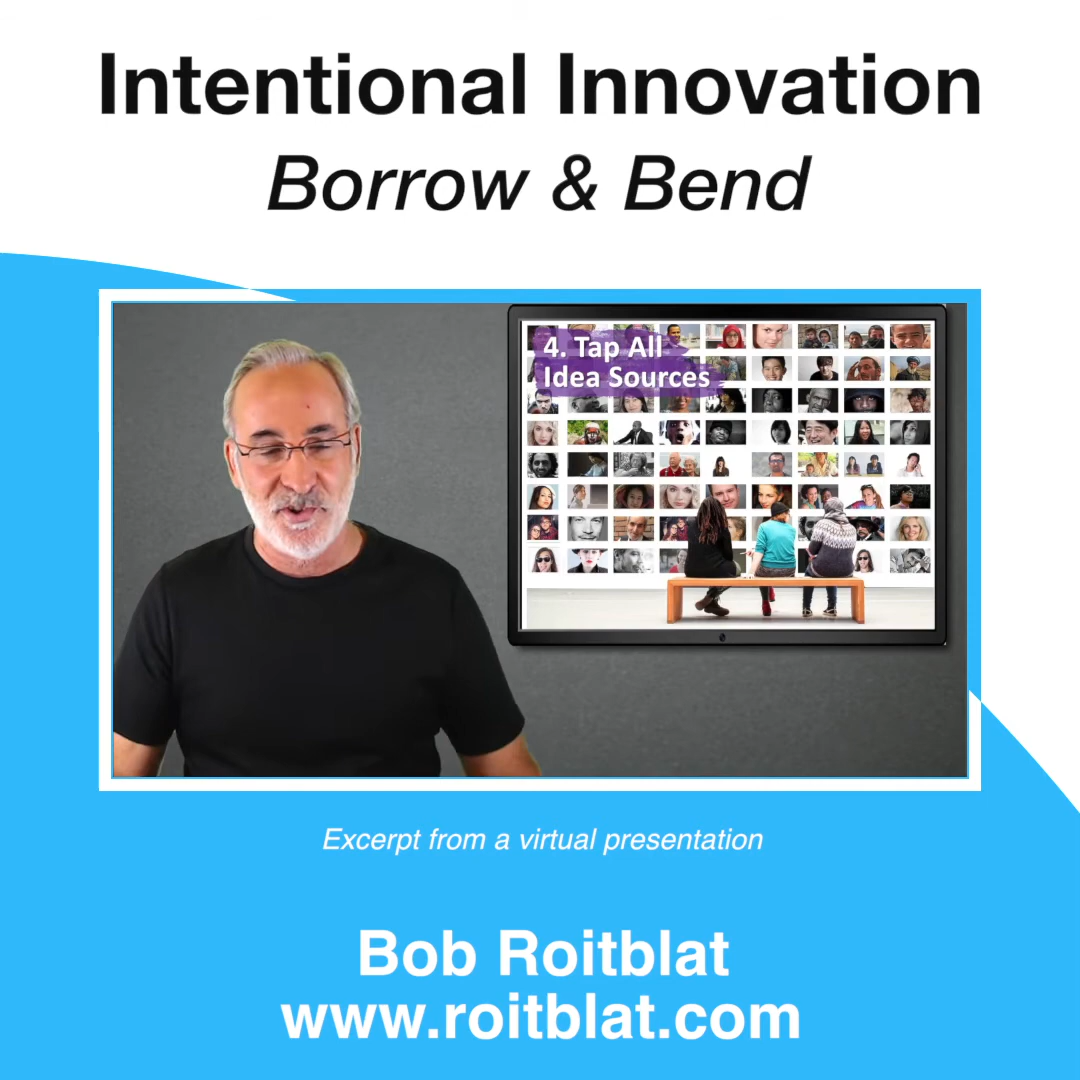 Intentional Innovation
Borrow & Bend
4. Tap All
Idea Sources
Excerpt from a virtual presentation
Bob Roitblat
www.roitblat.com